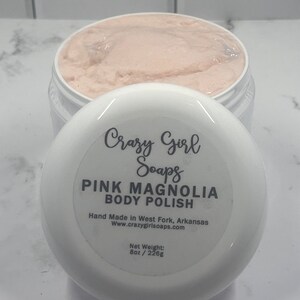 Crazy Girl
Soaps
PINK MAGNOLIA
BODY POLISH
Hand Made in West Fork, Arkansas
Www.crazygirlsoaps.com
Net Weight:
8oz / 226g